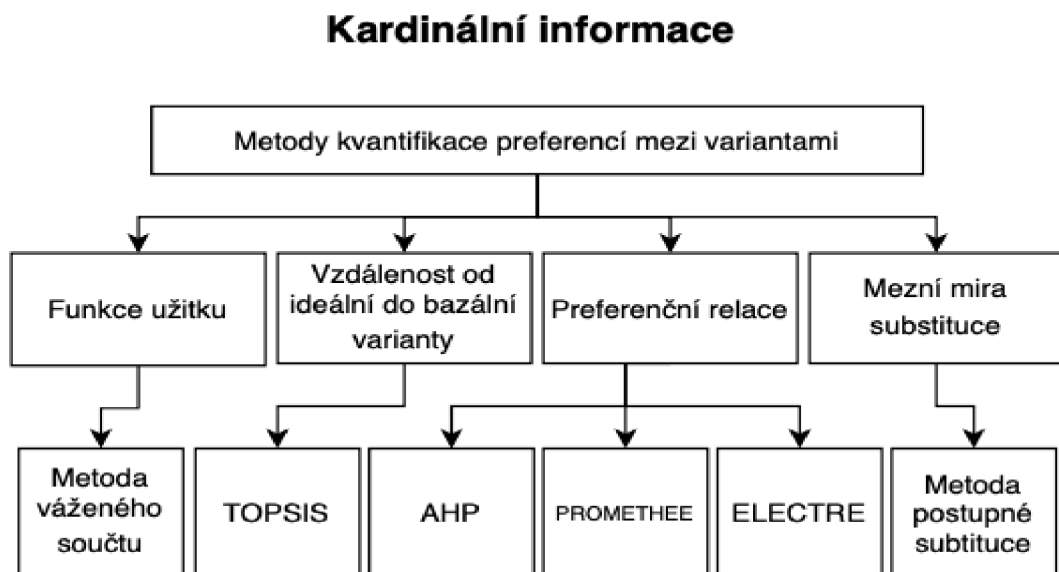 Kardinální informace
Metody kvantifikace preferencí mezi variantami
Funkce užitku
Vzdálenost od
ideální do bazální
varianty
Preferenční relace
Mezní mira
substituce
Metoda
váženého
součtu
TOPSIS
AHP
PROMETHEE
ELECTRE
Metoda
postupné
subtituce